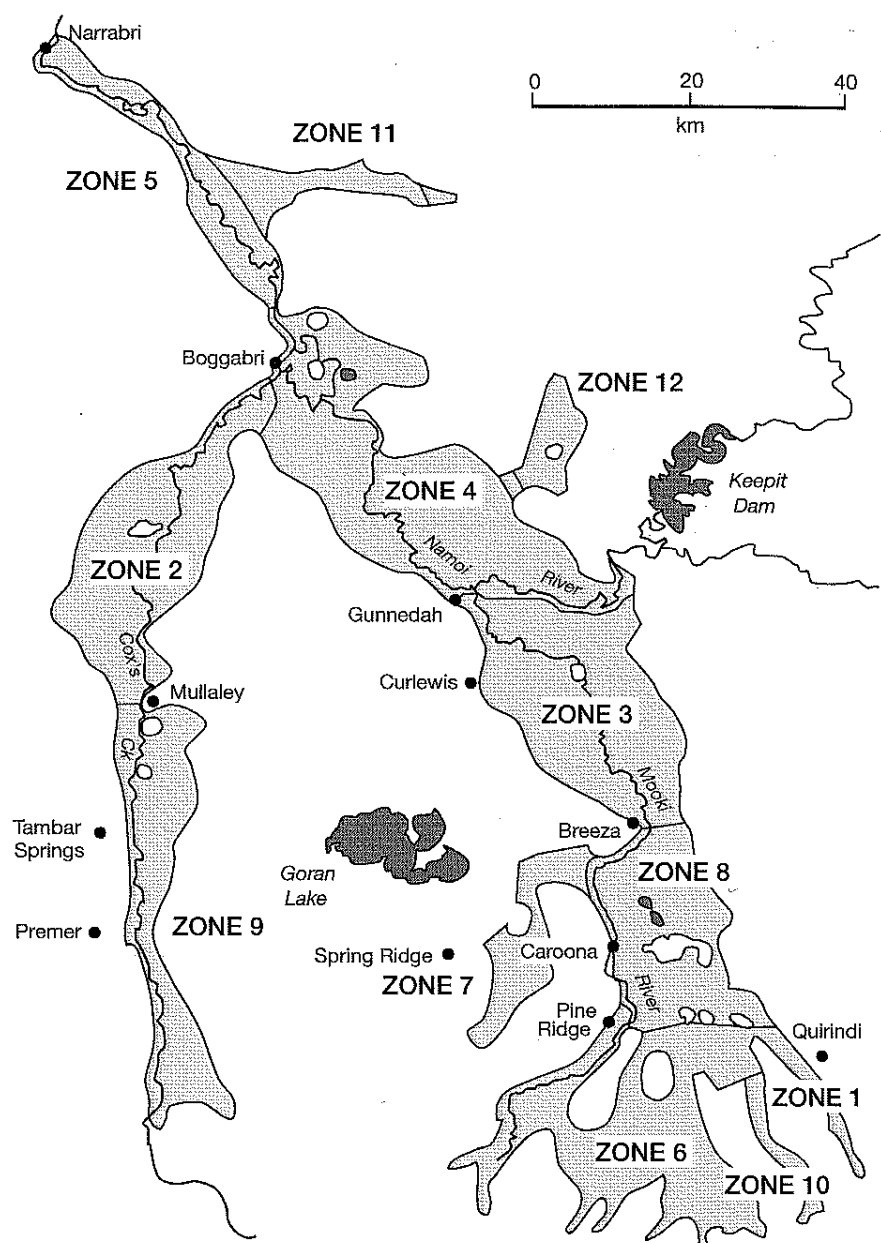 Narrabri
0
20
40
km
ZONE 11
ZONE 5
Boggabri
ZONE 12
ZONE 4
Keepit
Dam
Namoi
River
ZONE 2
Gunnedah
Cox's
Ck
Mullaley
Curlewis
ZONE 3
Mooki
River
Tambar
Springs
Breeza
Goran
Lake
ZONE 8
Premer
ZONE 9
Spring Ridge
ZONE 7
Caroona
Pine
Ridge
Quirindi
ZONE 1
ZONE 6
ZONE 10